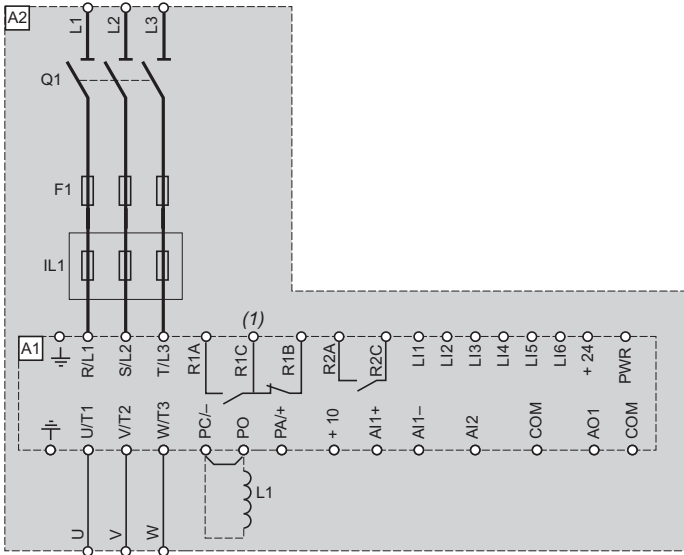 A2
L1 L2 L3
Q1
F1
IL1
(1)
A1
R/L1 S/L2 T/L3 R1A R1C R1B R2A R2C LI1 LI2 LI3 LI4 LI5 LI6 + 24 PWR
U/T1 V/T2 W/T3 PC/– PO PA/+ + 10 AI1+ AI1– AI2 COM AO1 COM
L1
U V W